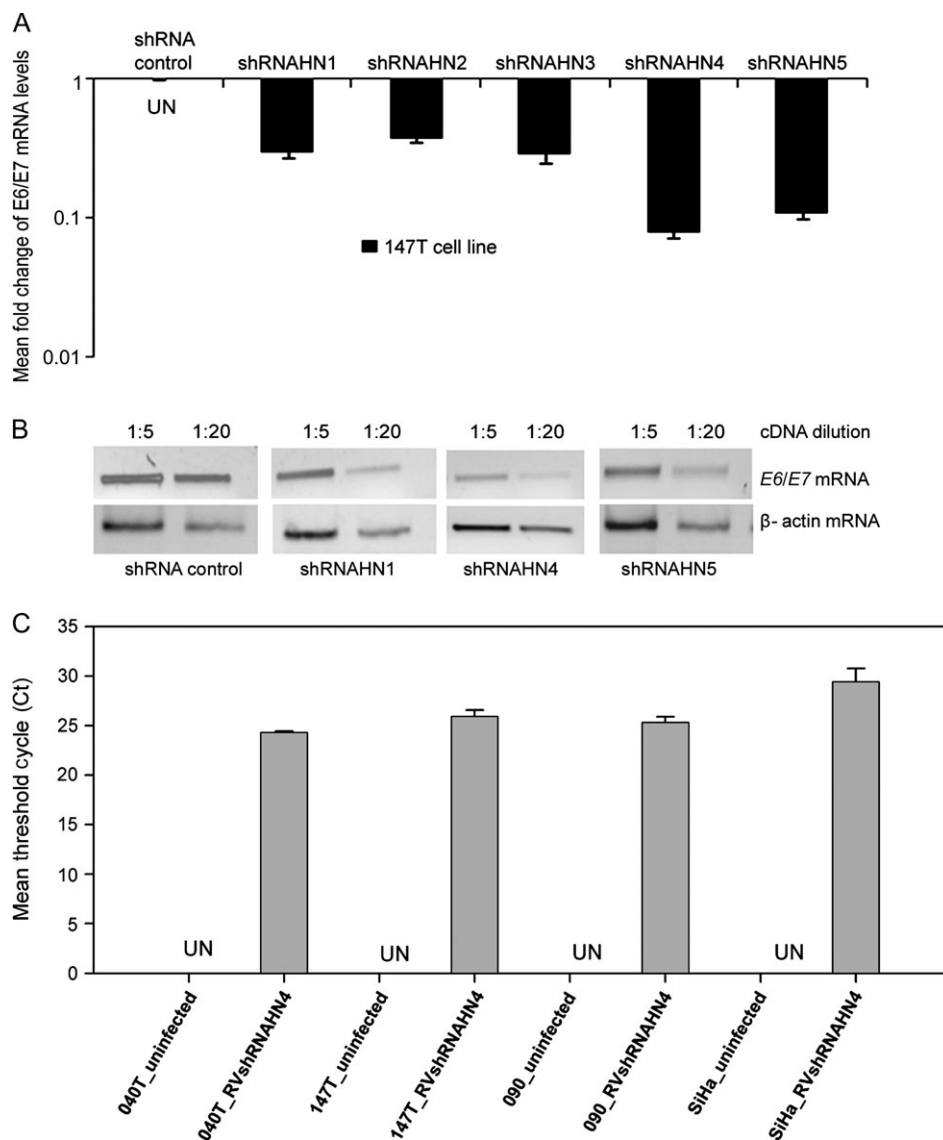 A
shRNA
control
shRNAHN1 shRNAHN2 shRNAHN3 shRNAHN4 shRNAHN5
Mean fold change of E6/E7 mRNA levels
1
UN
0.1
147T cell line
0.01
B
1:5 1:20 1:5 1:20 1:5 1:20 1:5 1:20 cDNA dilution
E6/E7 mRNA
β- actin mRNA
shRNA control shRNAHN1 shRNAHN4 shRNAHN5
C
Mean threshold cycle (Ct)
35
30
25
20
15
10
5
0
UN UN UN UN
040T_uninfected
040T_RVshRNAHN4
147T_uninfected
147T_RVshRNAHN4
090_uninfected
090_RVshRNAHN4
SiHa_uninfected
SiHa_RVshRNAHN4